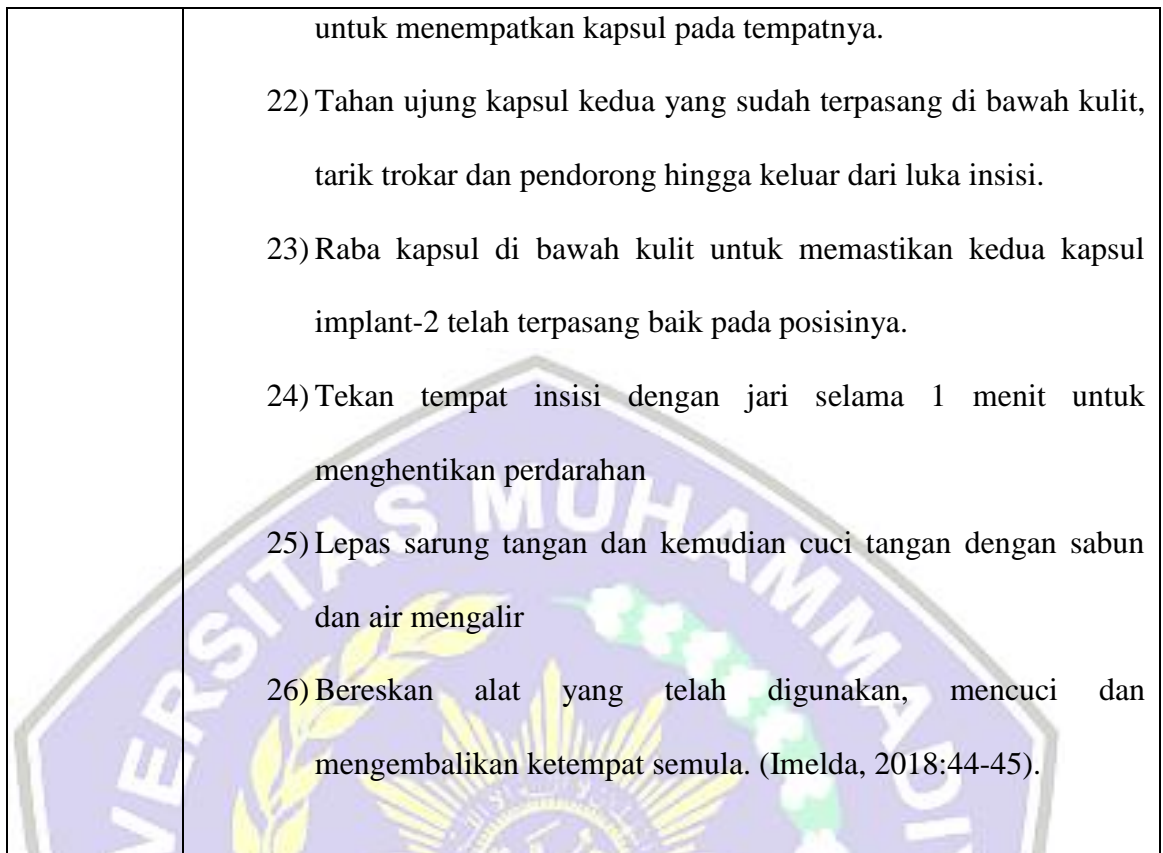 untuk menempatkan kapsul pada tempatnya.
22) Tahan ujung kapsul kedua yang sudah terpasang di bawah kulit,
tarik trokar dan pendorong hingga keluar dari luka insisi.
23) Raba kapsul di bawah kulit untuk memastikan kedua kapsul
implant-2 telah terpasang baik pada posisinya.
24) Tekan tempat insisi dengan jari selama 1 menit untuk
menghentikan perdarahan
25) Lepas sarung tangan dan kemudian cuci tangan dengan sabun
dan air mengalir
26) Bereskan alat yang telah digunakan, mencuci dan
mengembalikan ketempat semula. (Imelda, 2018:44-45).
VERSITAS MUHAMMADI